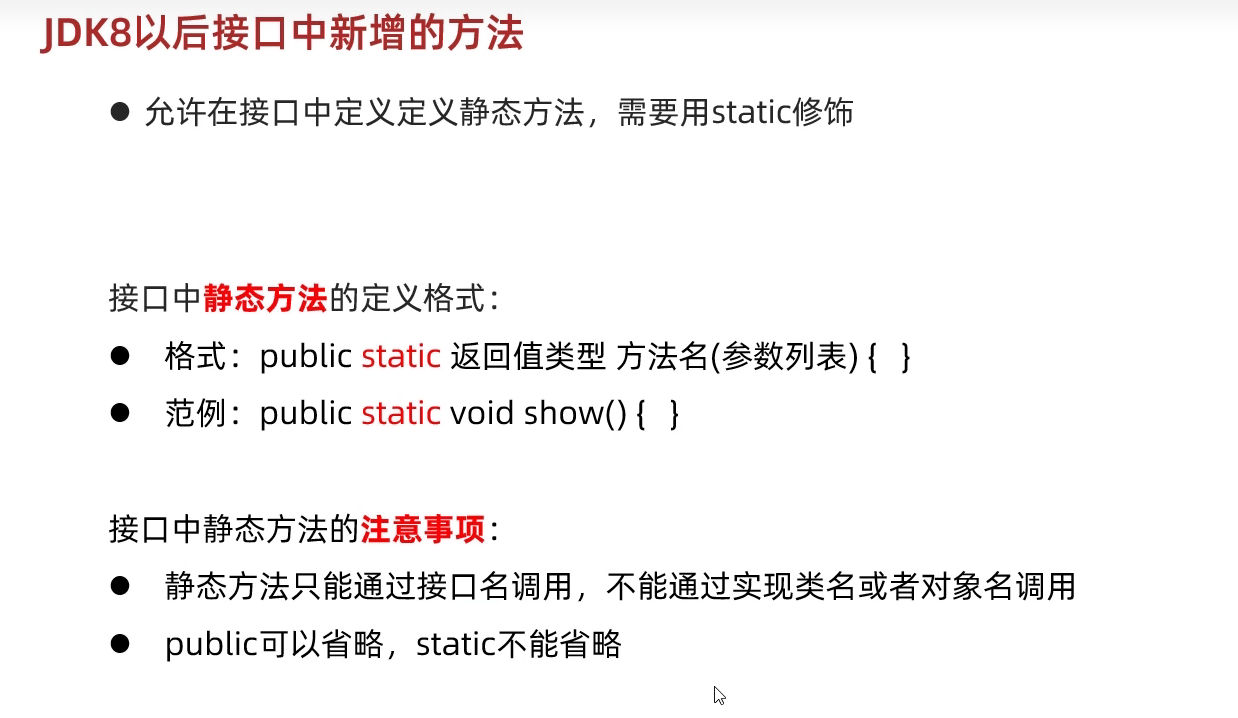 JDK8以后接口中新增的方法
● 允许在接口中定义定义静态方法，需要用static修饰
接口中静态方法的定义格式：
● 格式：public static 返回值类型 方法名(参数列表) { }
● 范例：public static void show() { }
接口中静态方法的注意事项：
● 静态方法只能通过接口名调用，不能通过实现类名或者对象名调用
● public可以省略，static不能省略